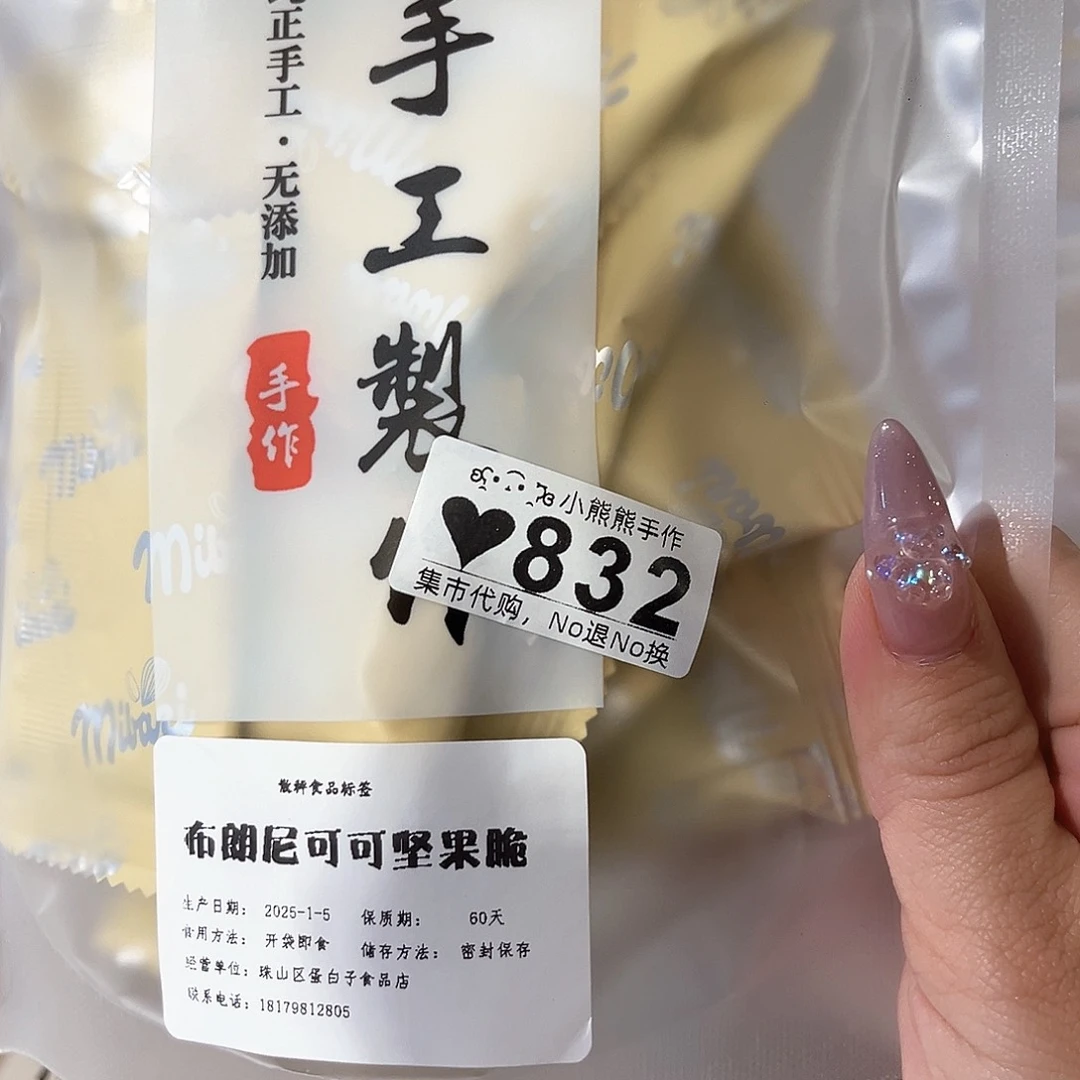 正手工·无添加
手工製作
手作
小熊熊手作
♥832
集市代购，No退No换
mibani
散称食品标签
布朗尼可可坚果脆
生产日期： 2025-1-5 保质期： 60天
食用方法： 开袋即食 储存方法： 密封保存
经营单位：珠山区蛋白子食品店
联系电话：18179812805